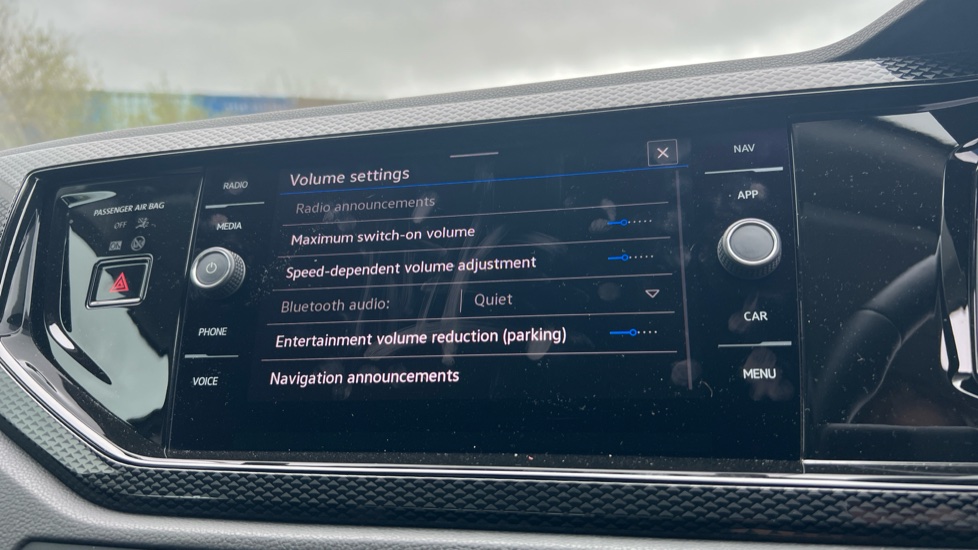 PASSENGER AIR BAG
OFF
RADIO
MEDIA
PHONE
VOICE
Volume settings
Radio announcements
Maximum switch-on volume
Speed-dependent volume adjustment
Bluetooth audio: Quiet
Entertainment volume reduction (parking)
Navigation announcements
NAV
APP
CAR
MENU